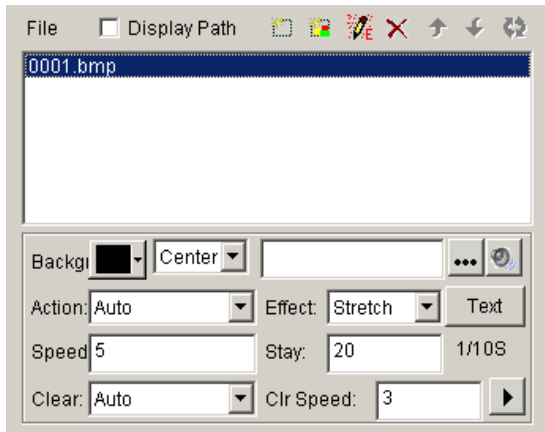 File Display Path E
0001.bmp
Backgr Center ...
Action: Auto Effect: Stretch Text
Speed 5 Stay: 20 1/10S
Clear: Auto Clr Speed: 3